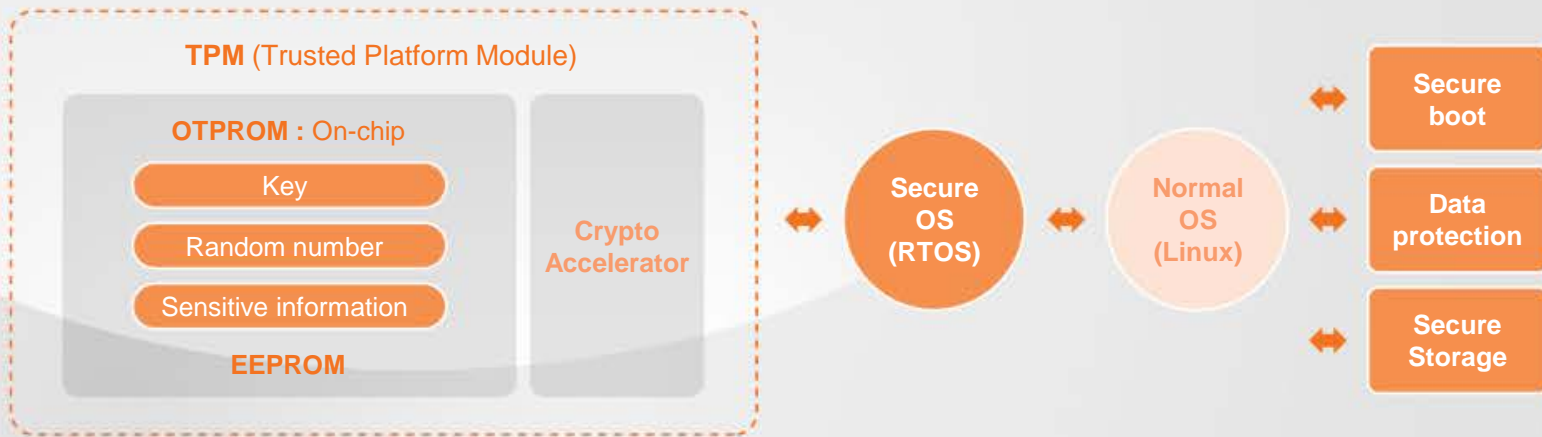 TPM (Trusted Platform Module)
OTPROM : On-chip
Key
Random number
Sensitive information
EEPROM
Crypto
Accelerator
Secure
OS
(RTOS)
Normal
OS
(Linux)
Secure
boot
Data
protection
Secure
Storage